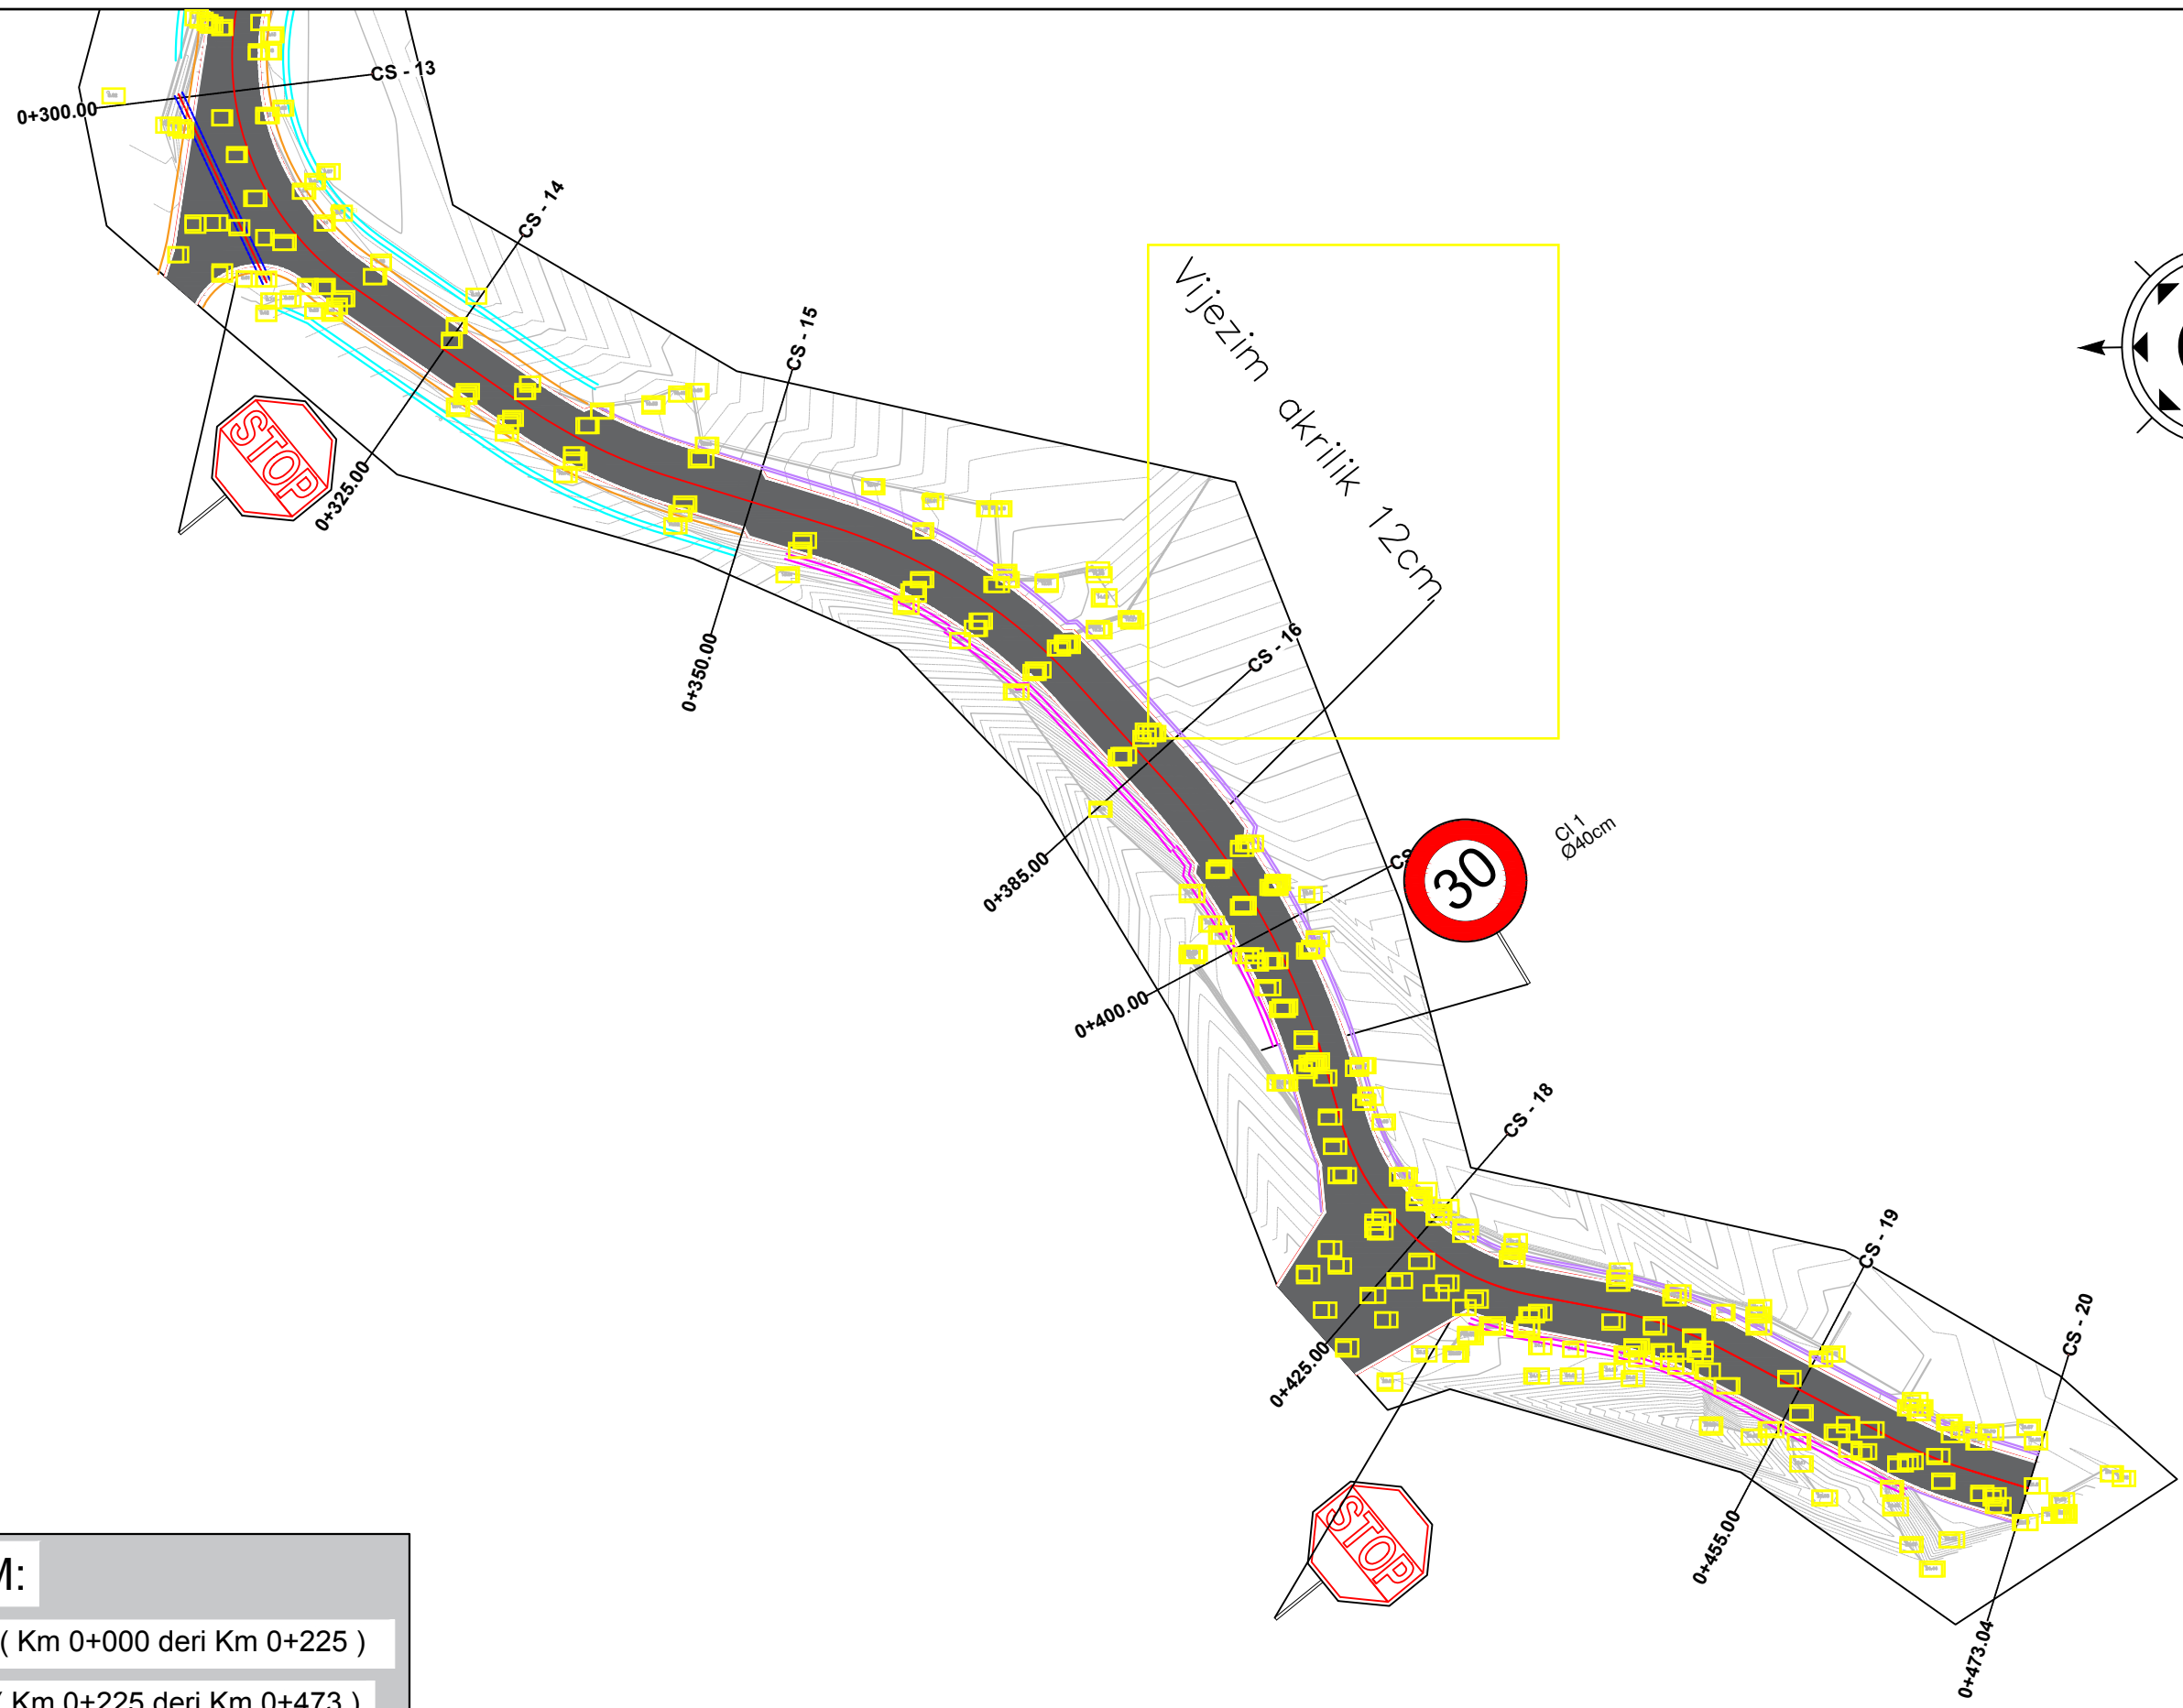 CS - 13
0+300.00
CS - 14
STOP
0+325.00
CS - 15
0+350.00
Vijezim akrilik 12cm
CS - 16
0+385.00
CS
30
Cl 1
Ø40cm
0+400.00
CS - 18
0+425.00
STOP
CS - 19
0+455.00
CS - 20
0+473.04
M:
( Km 0+000 deri Km 0+225 )
( Km 0+225 deri Km 0+473 )